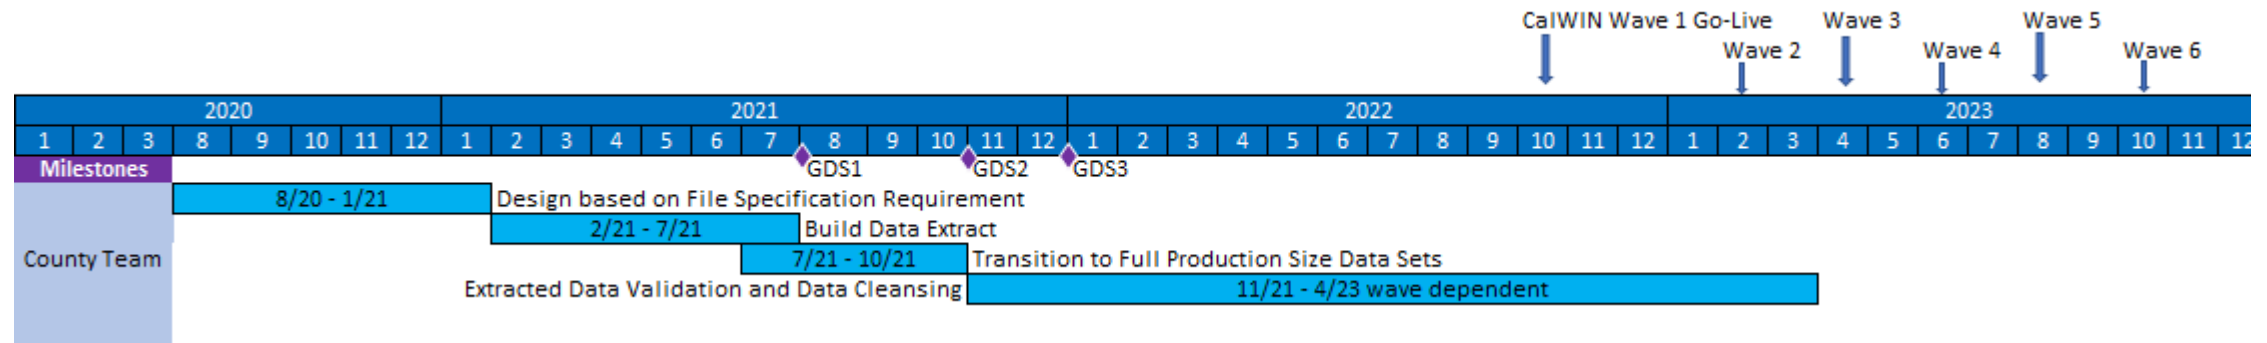 CalWIN Wave 1 Go-Live Wave 3 Wave 5
Wave 2 Wave 4 Wave 6
2020 2021 2022 2023
1 2 3 8 9 10 11 12 1 2 3 4 5 6 7 8 9 10 11 12 1 2 3 4 5 6 7 8 9 10 11 12 1 2 3 4 5 6 7 8 9 10 11 12
Milestones GDS1 GDS2 GDS3
8/20 - 1/21 Design based on File Specification Requirement
2/21 - 7/21 Build Data Extract
County Team 7/21 - 10/21 Transition to Full Production Size Data Sets
Extracted Data Validation and Data Cleansing 11/21 - 4/23 wave dependent